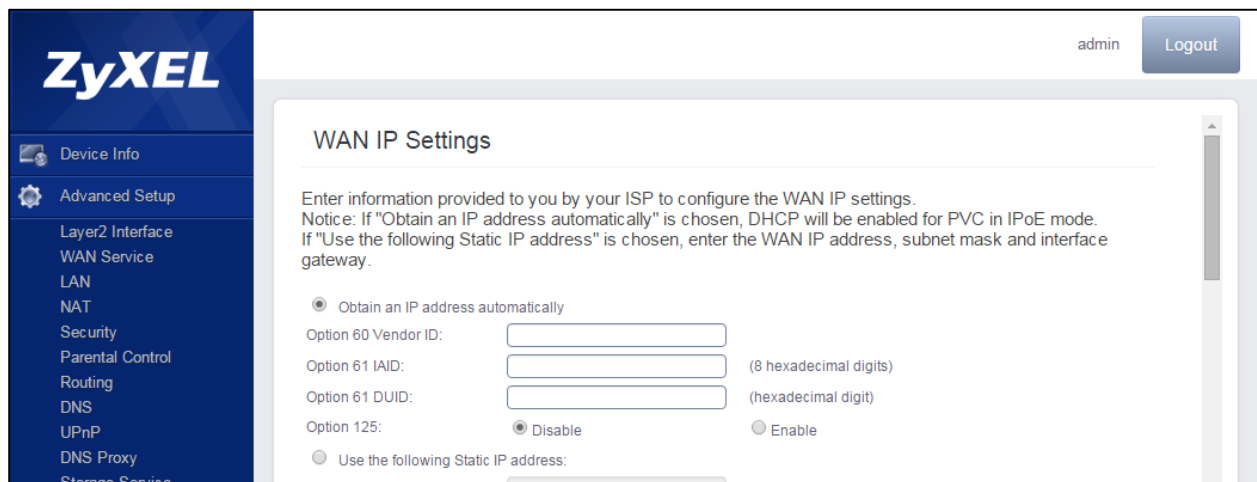 ZyXEL
admin
Logout
Device Info
Advanced Setup
Layer2 Interface
WAN Service
LAN
NAT
Security
Parental Control
Routing
DNS
UPnP
DNS Proxy
Storage Service
WAN IP Settings
Enter information provided to you by your ISP to configure the WAN IP settings.
Notice: If "Obtain an IP address automatically" is chosen, DHCP will be enabled for PVC in IPoE mode.
If "Use the following Static IP address" is chosen, enter the WAN IP address, subnet mask and interface
gateway.
Obtain an IP address automatically
Option 60 Vendor ID:
Option 61 IAID: (8 hexadecimal digits)
Option 61 DUID: (hexadecimal digit)
Option 125: Disable Enable
Use the following Static IP address: